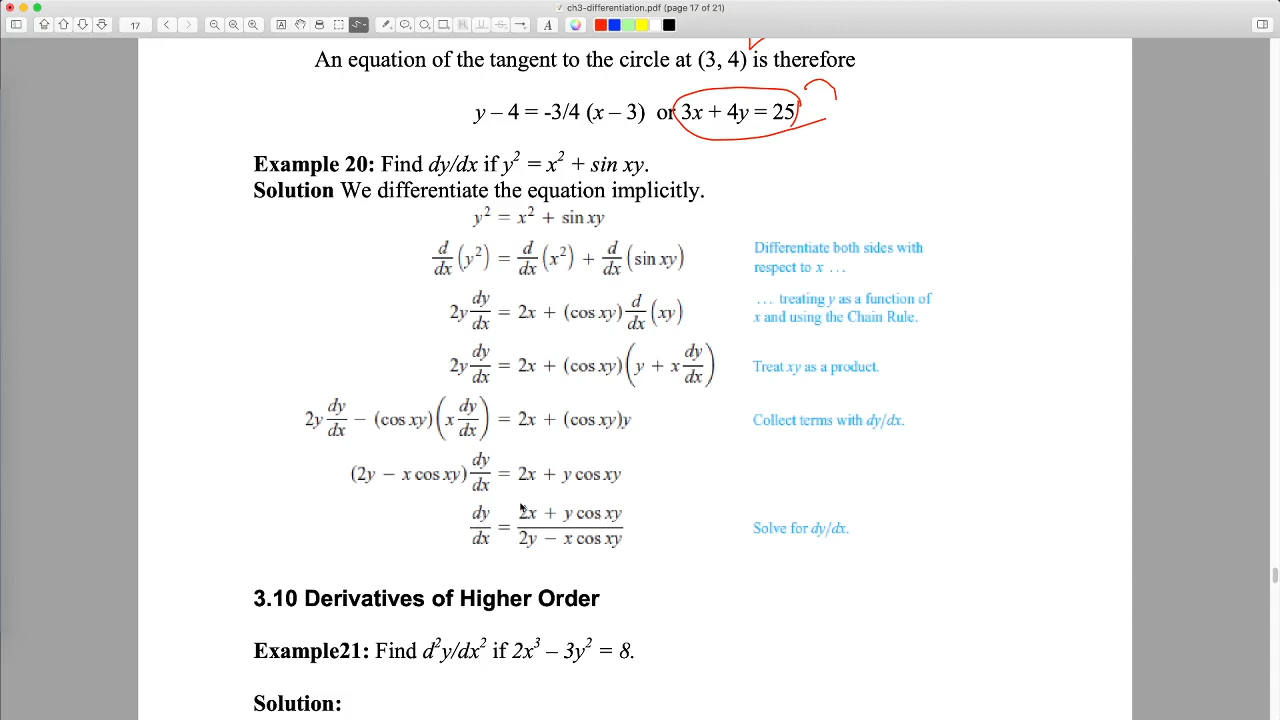 ch3-differentiation.pdf (page 17 of 21)
17
A
An equation of the tangent to the circle at (3, 4) is therefore
y – 4 = -3/4 (x – 3) or 3x + 4y = 25
Example 20: Find dy/dx if y² = x² + sin xy.
Solution We differentiate the equation implicitly.
y² = x² + sin xy
d/dx (y²) = d/dx (x²) + d/dx (sin xy) Differentiate both sides with respect to x …
2y dy/dx = 2x + (cos xy) d/dx (xy) … treating y as a function of x and using the Chain Rule.
2y dy/dx = 2x + (cos xy)(y + x dy/dx) Treat xy as a product.
2y dy/dx − (cos xy)(x dy/dx) = 2x + (cos xy)y Collect terms with dy/dx.
(2y − x cos xy) dy/dx = 2x + y cos xy
dy/dx = (2x + y cos xy)/(2y − x cos xy) Solve for dy/dx.
3.10 Derivatives of Higher Order
Example21: Find d²y/dx² if 2x³ – 3y² = 8.
Solution: